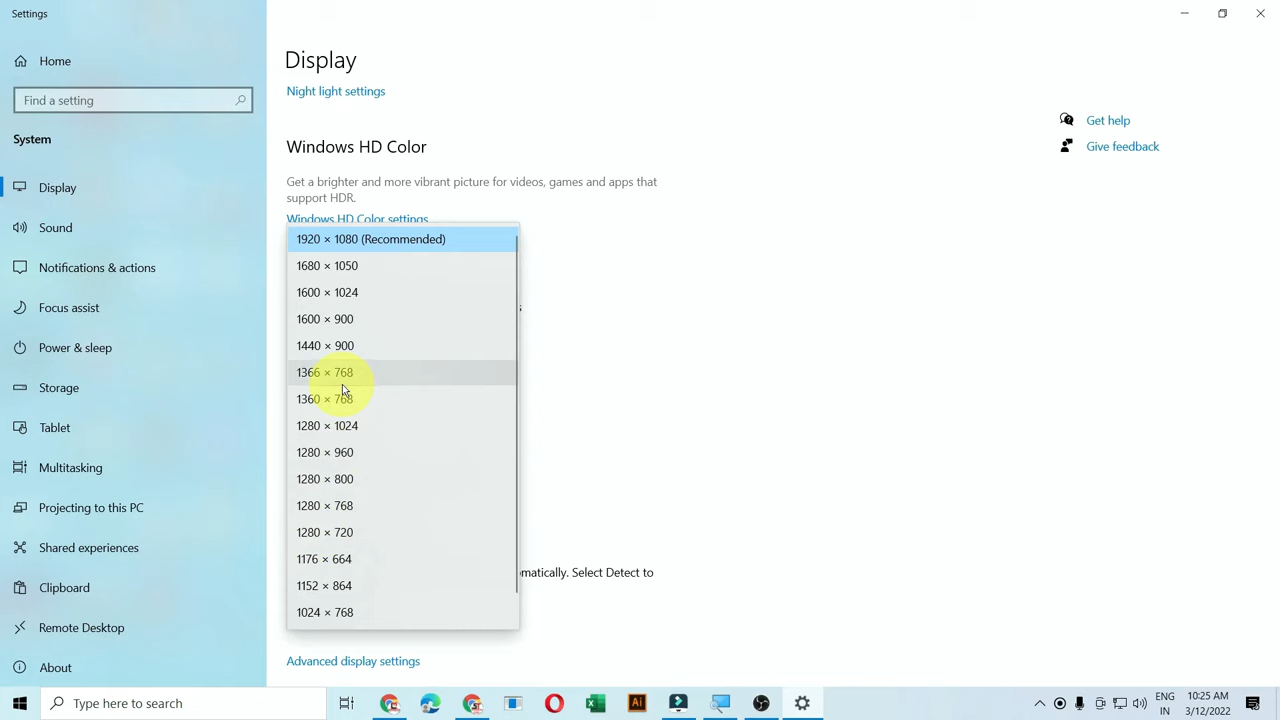 Settings
Home
Find a setting
System
Display
Sound
Notifications & actions
Focus assist
Power & sleep
Storage
Tablet
Multitasking
Projecting to this PC
Shared experiences
Clipboard
Remote Desktop
About
Display
Night light settings
Windows HD Color
Get a brighter and more vibrant picture for videos, games and apps that
support HDR.
Windows HD Color settings
1920 × 1080 (Recommended)
1680 × 1050
1600 × 1024
1600 × 900
1440 × 900
1366 × 768
1360 × 768
1280 × 1024
1280 × 960
1280 × 800
1280 × 768
1280 × 720
1176 × 664
1152 × 864
1024 × 768
matically. Select Detect to
Advanced display settings
Get help
Give feedback
Type here to search
Ai
ENG
IN
10:25 AM
3/12/2022